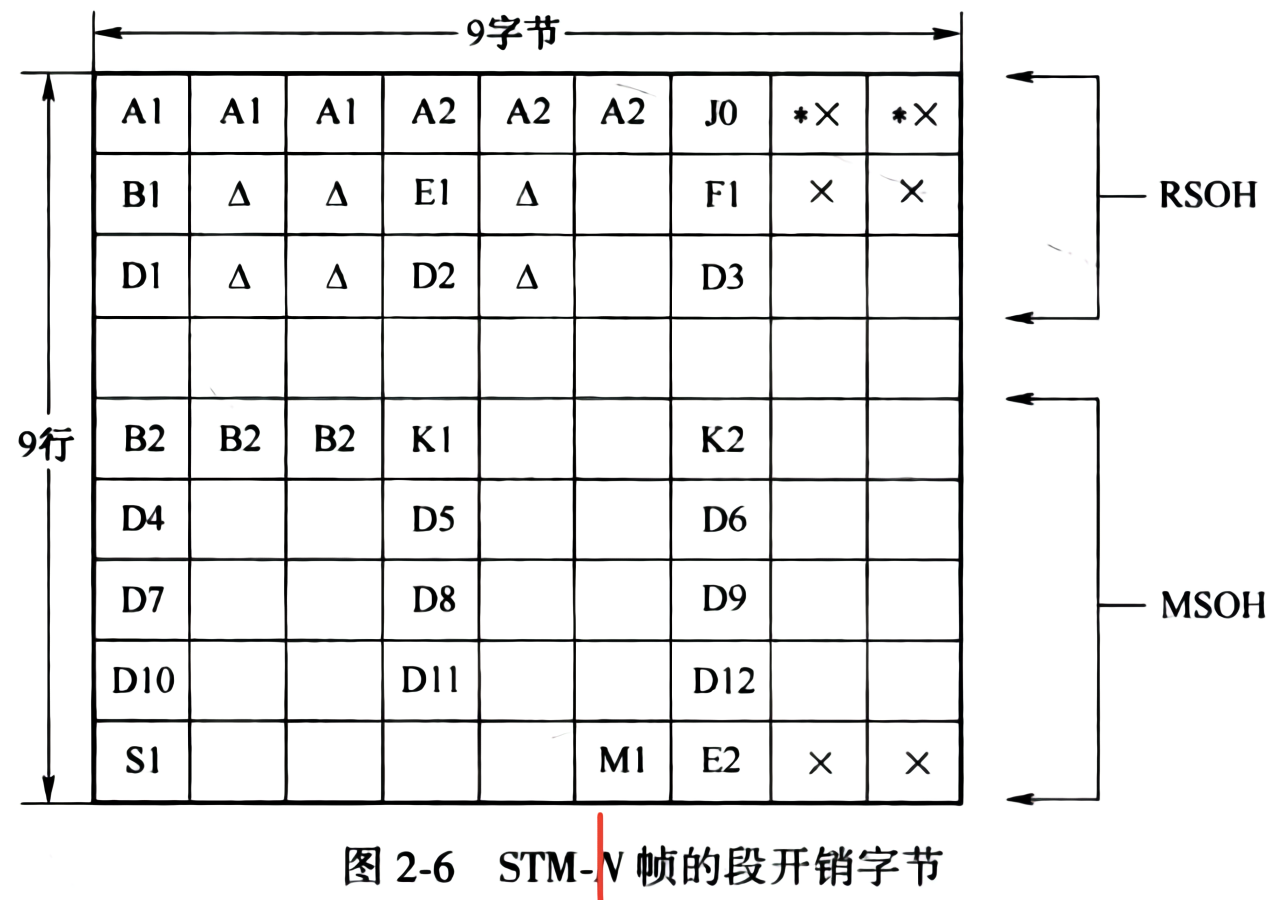 9字节
A1 A1 A1 A2 A2 A2 J0 *× *×
B1 Δ Δ E1 Δ F1 × ×
RSOH
D1 Δ Δ D2 Δ D3
9行
B2 B2 B2 K1 K2
D4 D5 D6
D7 D8 D9
MSOH
D10 D11 D12
S1 M1 E2 × ×
图 2-6 STM-N 帧的段开销字节